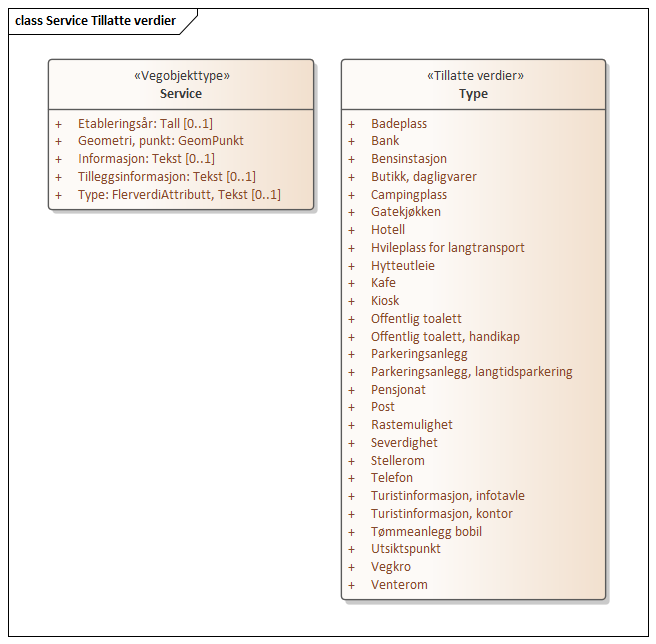 class Service Tillatte verdier
«Vegobjekttype»
Service
+ Etableringsår: Tall [0..1]
+ Geometri, punkt: GeomPunkt
+ Informasjon: Tekst [0..1]
+ Tilleggsinformasjon: Tekst [0..1]
+ Type: FlerverdiAttributt, Tekst [0..1]
«Tillatte verdier»
Type
+ Badeplass
+ Bank
+ Bensinstasjon
+ Butikk, dagligvarer
+ Campingplass
+ Gatekjøkken
+ Hotell
+ Hvileplass for langtransport
+ Hytteutleie
+ Kafe
+ Kiosk
+ Offentlig toalett
+ Offentlig toalett, handikap
+ Parkeringsanlegg
+ Parkeringsanlegg, langtidsparkering
+ Pensjonat
+ Post
+ Rastemulighet
+ Severdighet
+ Stellerom
+ Telefon
+ Turistinformasjon, infotavle
+ Turistinformasjon, kontor
+ Tømmeanlegg bobil
+ Utsiktspunkt
+ Vegkro
+ Venterom